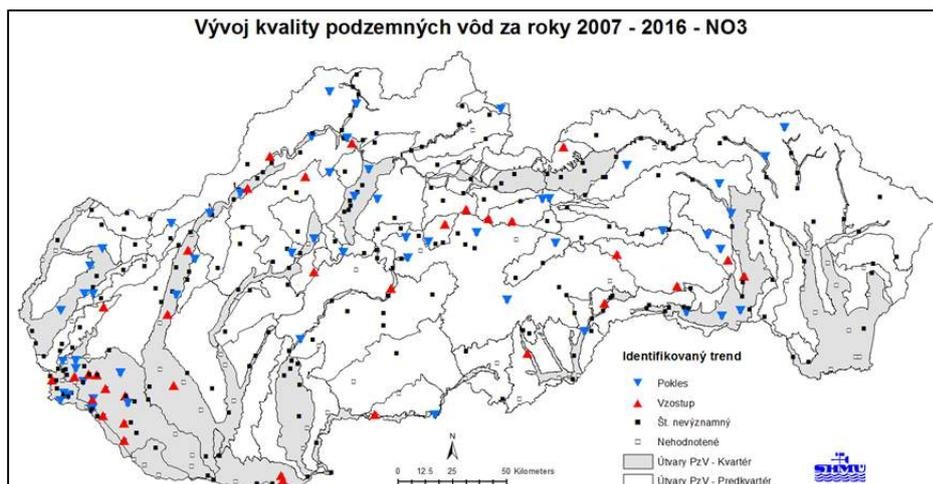 Vývoj kvality podzemných vôd za roky 2007 - 2016 - NO3
Identifikovaný trend
Pokles
Vzostup
Št. nevýznamný
Nehodnotené
Útvary PzV - Kvartér
Útvary PzV - Predkvartér
N
0 12.5 25 50 Kilometers
SHMÚ